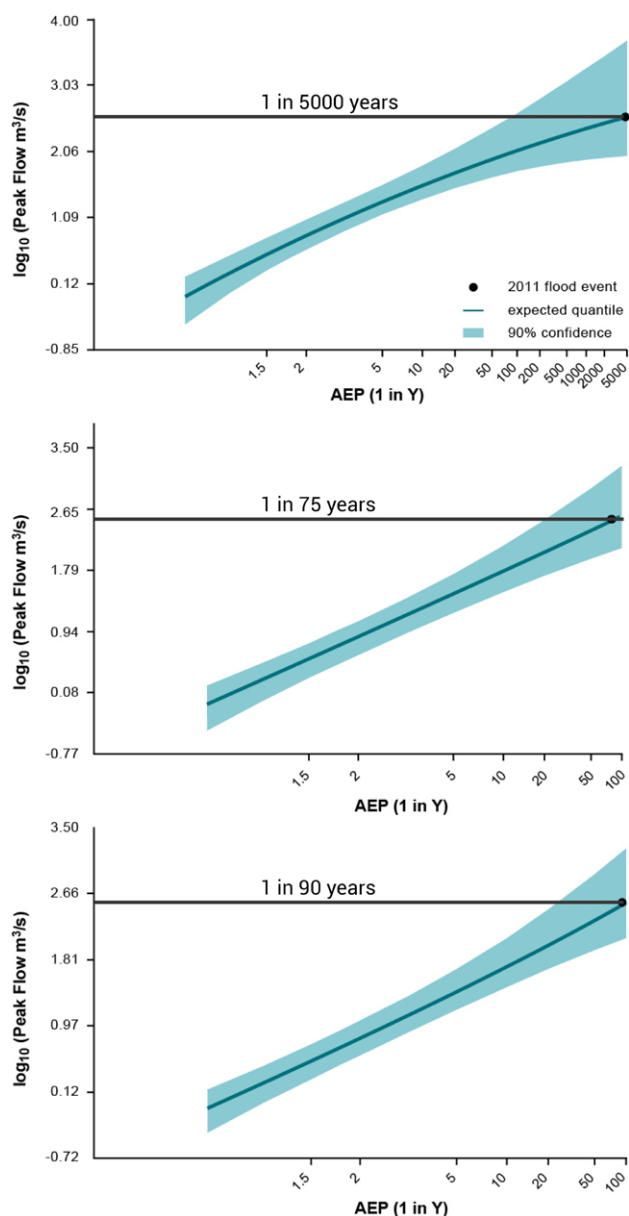 4.00
3.03
2.06
1.09
0.12
-0.85
log10 (Peak Flow m³/s)
1 in 5000 years
2011 flood event
expected quantile
90% confidence
1.5 2 5 10 20 50 100 200 500 1000 2000 5000
AEP (1 in Y)
3.50
2.65
1.79
0.94
0.08
-0.77
log10 (Peak Flow m³/s)
1 in 75 years
1.5 2 5 10 20 50 100
AEP (1 in Y)
3.50
2.66
1.81
0.97
0.12
-0.72
log10 (Peak Flow m³/s)
1 in 90 years
1.5 2 5 10 20 50 100
AEP (1 in Y)